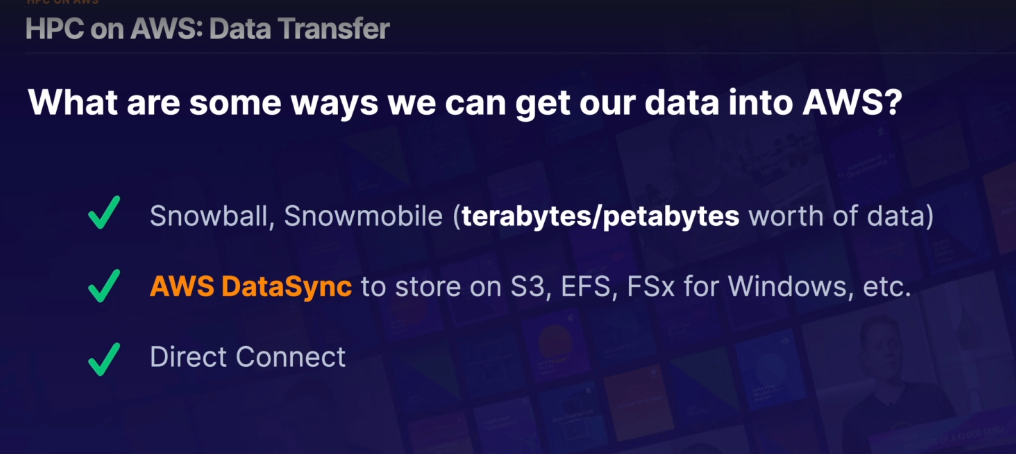 HPC ON AWS
HPC on AWS: Data Transfer
What are some ways we can get our data into AWS?
Snowball, Snowmobile (terabytes/petabytes worth of data)
AWS DataSync to store on S3, EFS, FSx for Windows, etc.
Direct Connect